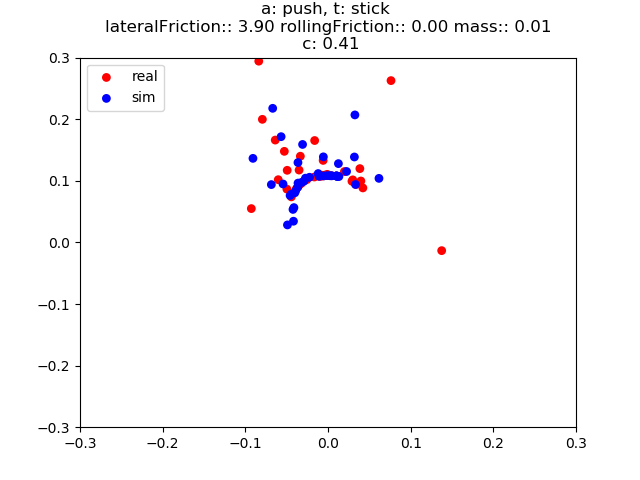 a: push, t: stick
lateralFriction:: 3.90 rollingFriction:: 0.00 mass:: 0.01
c: 0.41
real
sim
0.3
0.2
0.1
0.0
−0.1
−0.2
−0.3
−0.3 −0.2 −0.1 0.0 0.1 0.2 0.3